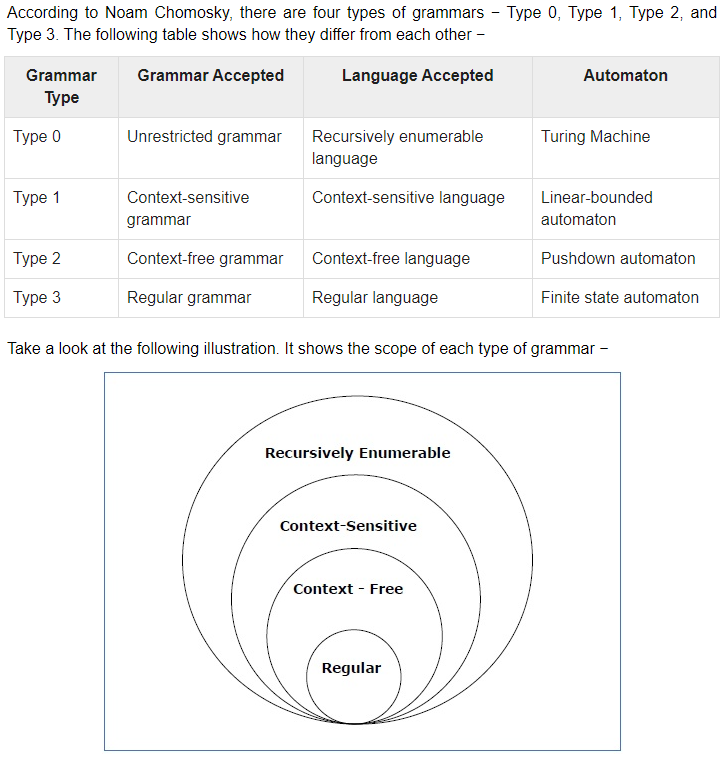 According to Noam Chomosky, there are four types of grammars − Type 0, Type 1, Type 2, and
Type 3. The following table shows how they differ from each other −
Grammar Type Grammar Accepted Language Accepted Automaton
Type 0 Unrestricted grammar Recursively enumerable language Turing Machine
Type 1 Context-sensitive grammar Context-sensitive language Linear-bounded automaton
Type 2 Context-free grammar Context-free language Pushdown automaton
Type 3 Regular grammar Regular language Finite state automaton
Take a look at the following illustration. It shows the scope of each type of grammar −
Recursively Enumerable
Context-Sensitive
Context - Free
Regular